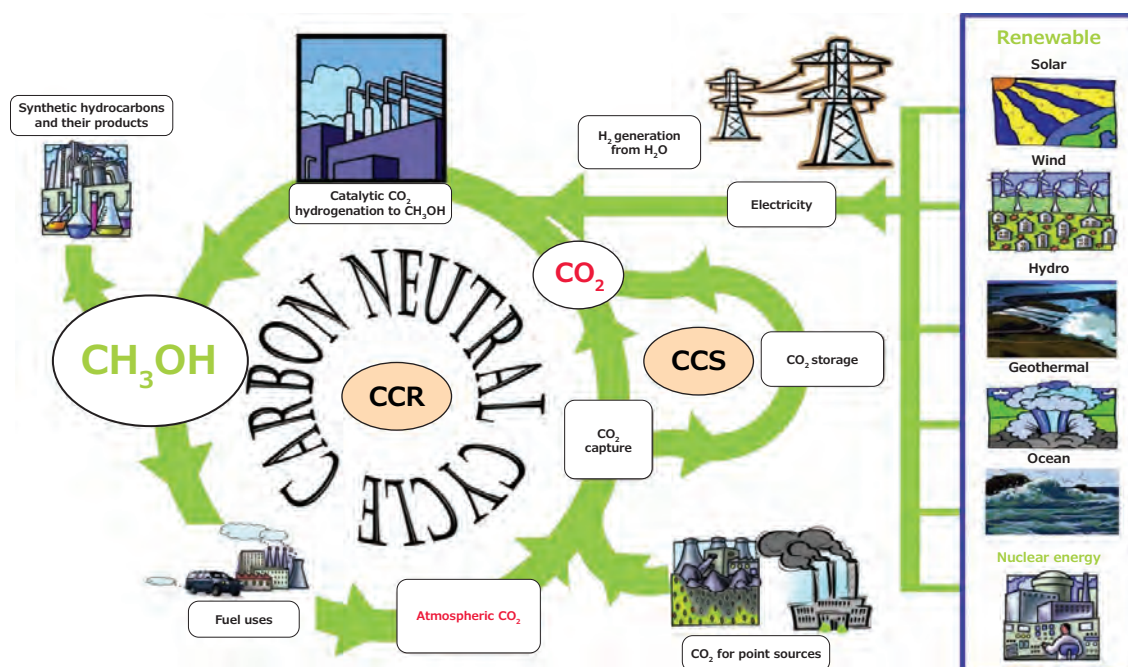 Renewable
Solar
Synthetic hydrocarbons
and their products
H₂ generation
from H₂O
Wind
Catalytic CO₂
hydrogenation to CH₃OH
Electricity
CO₂
Hydro
CARBON NEUTRAL CYCLE
CH₃OH
CCR
CCS
CO₂ storage
Geothermal
CO₂
capture
Ocean
Nuclear energy
Fuel uses
Atmospheric CO₂
CO₂ for point sources